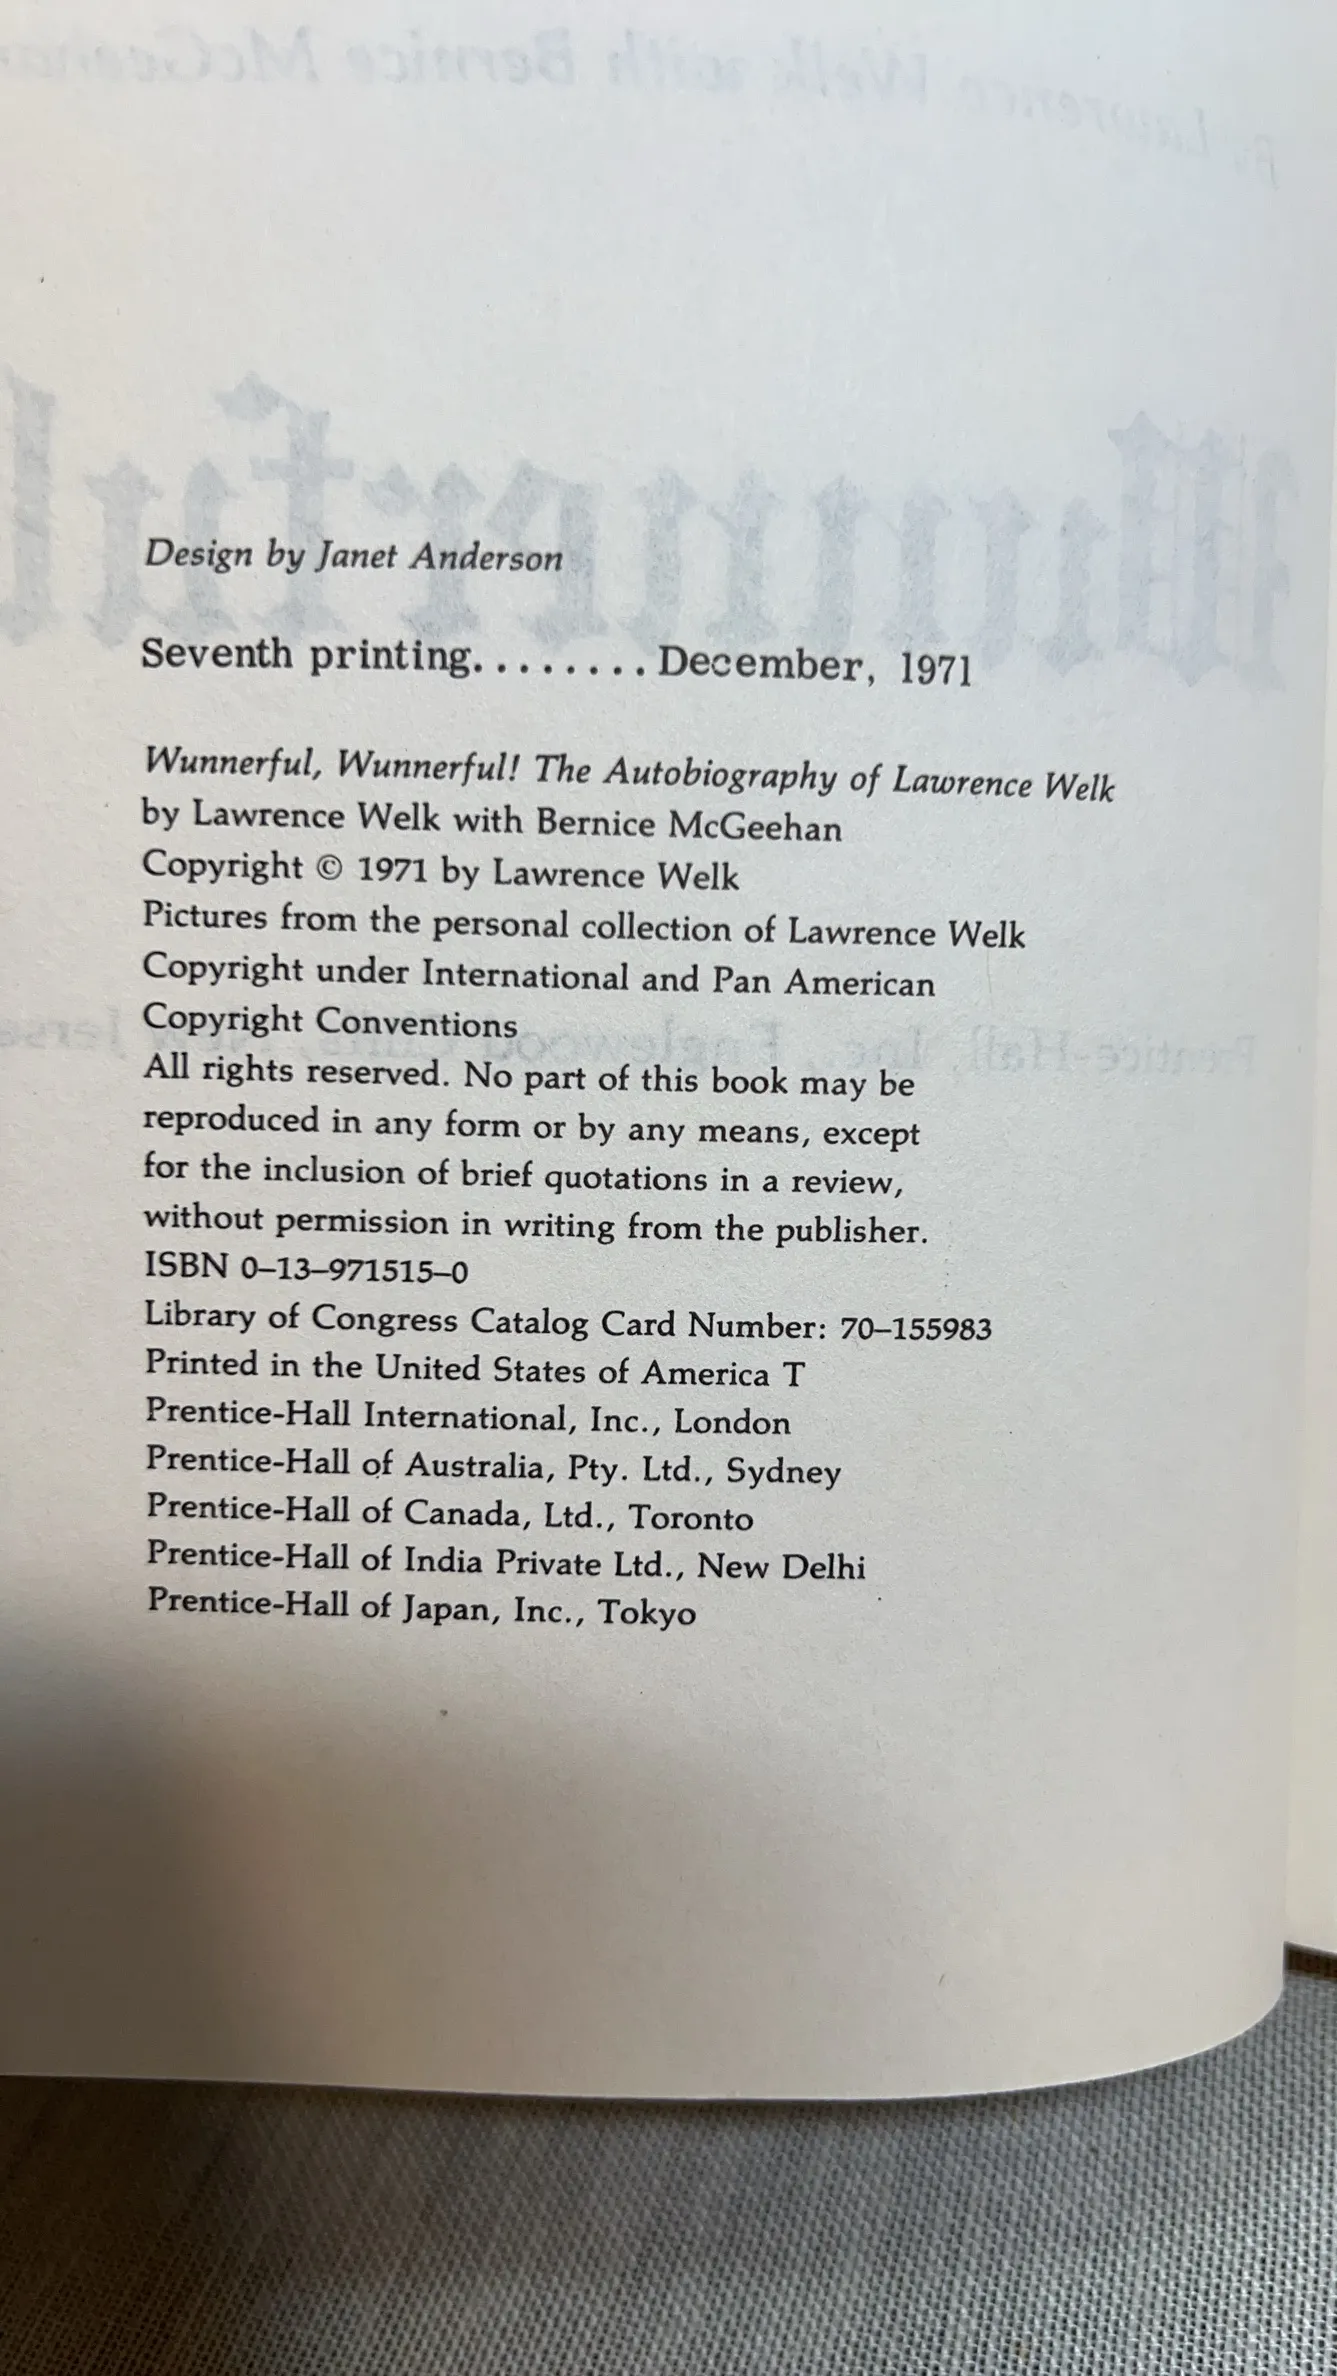 Design by Janet Anderson
Seventh printing........December, 1971
Wunnerful, Wunnerful! The Autobiography of Lawrence Welk
by Lawrence Welk with Bernice McGeehan
Copyright © 1971 by Lawrence Welk
Pictures from the personal collection of Lawrence Welk
Copyright under International and Pan American
Copyright Conventions
All rights reserved. No part of this book may be
reproduced in any form or by any means, except
for the inclusion of brief quotations in a review,
without permission in writing from the publisher.
ISBN 0–13–971515–0
Library of Congress Catalog Card Number: 70–155983
Printed in the United States of America T
Prentice-Hall International, Inc., London
Prentice-Hall of Australia, Pty. Ltd., Sydney
Prentice-Hall of Canada, Ltd., Toronto
Prentice-Hall of India Private Ltd., New Delhi
Prentice-Hall of Japan, Inc., Tokyo